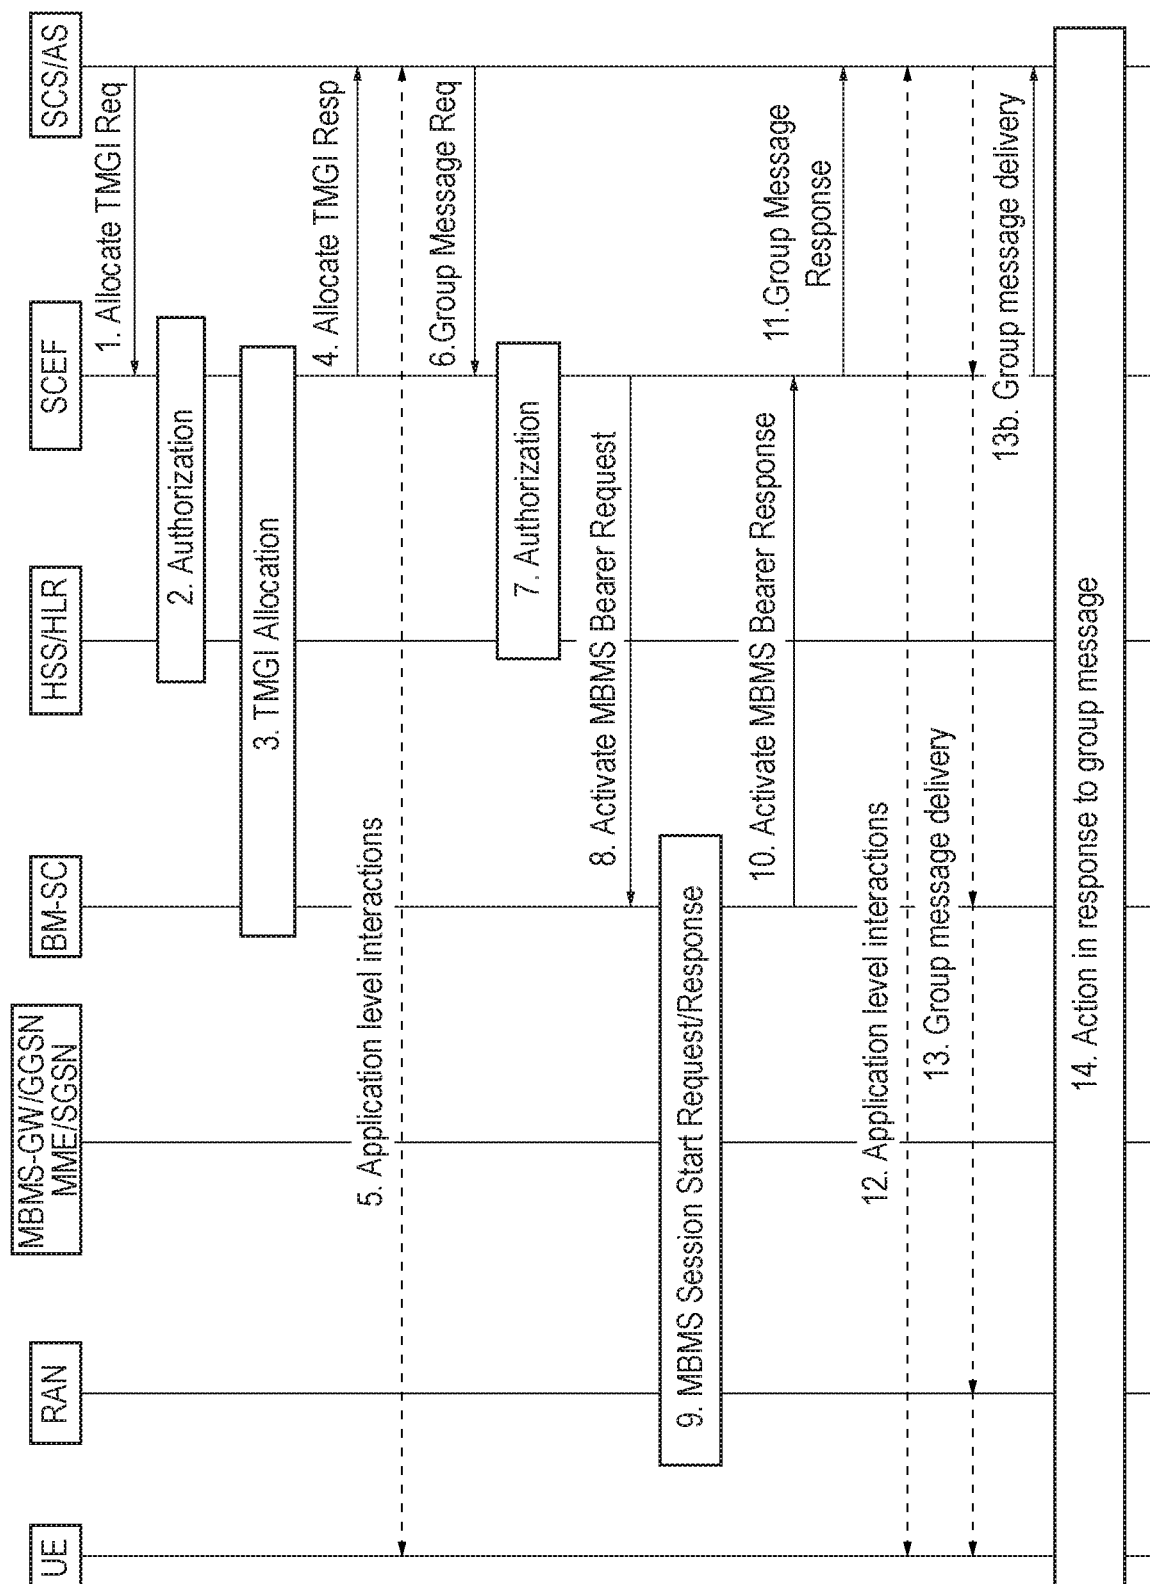 UE
RAN
MBMS-GW/GGSN
MME/SGSN
BM-SC
HSS/HLR
SCEF
SCS/AS
1. Allocate TMGI Req
2. Authorization
3. TMGI Allocation
4. Allocate TMGI Resp
5. Application level interactions
6.Group Message Req
7. Authorization
8. Activate MBMS Bearer Request
9. MBMS Session Start Request/Response
10. Activate MBMS Bearer Response
11.Group Message
Response
12. Application level interactions
13. Group message delivery
13b. Group message delivery
14. Action in response to group message